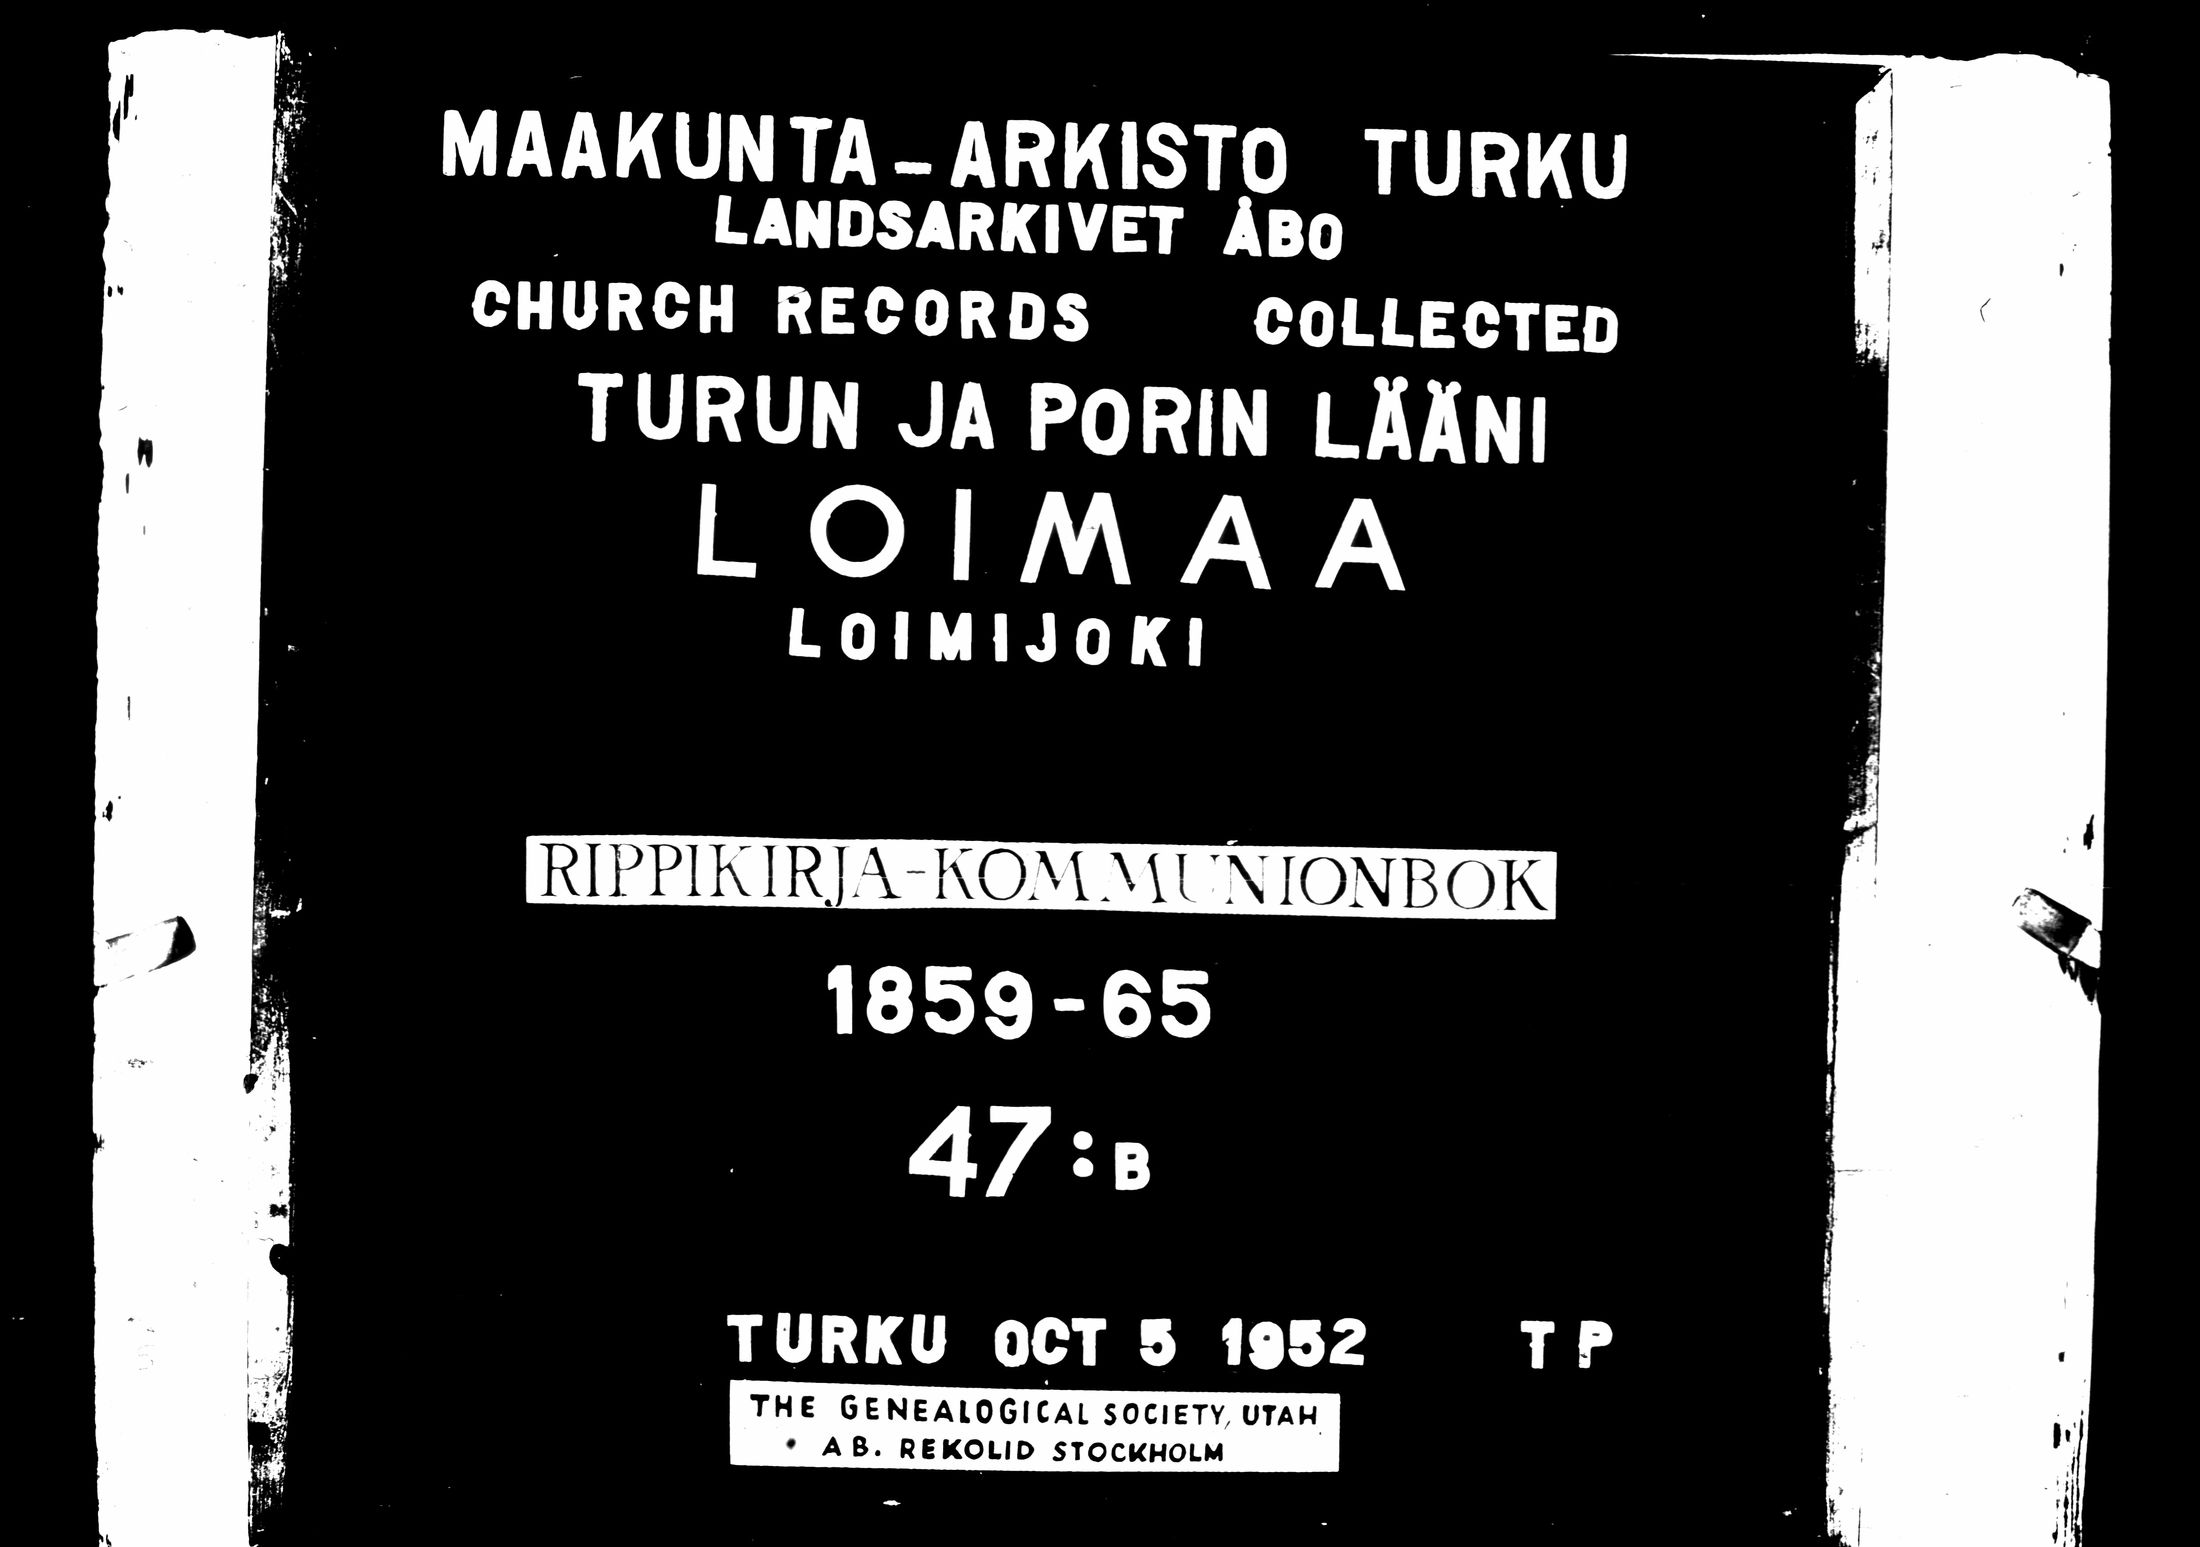 MAAKUNTA-ARKISTO TURKU
LANDSARKIVET ÅBO
CHURCH RECORDS COLLECTED
TURUN JA PORIN LÄÄNI
LOIMAA
LOIMIJOKI
RIPPIKIRJA-KOMMUNIONBOK
1859-65
47:B
TURKU OCT 5 1952 T P
THE GENEALOGICAL SOCIETY, UTAH
AB. REKOLID STOCKHOLM